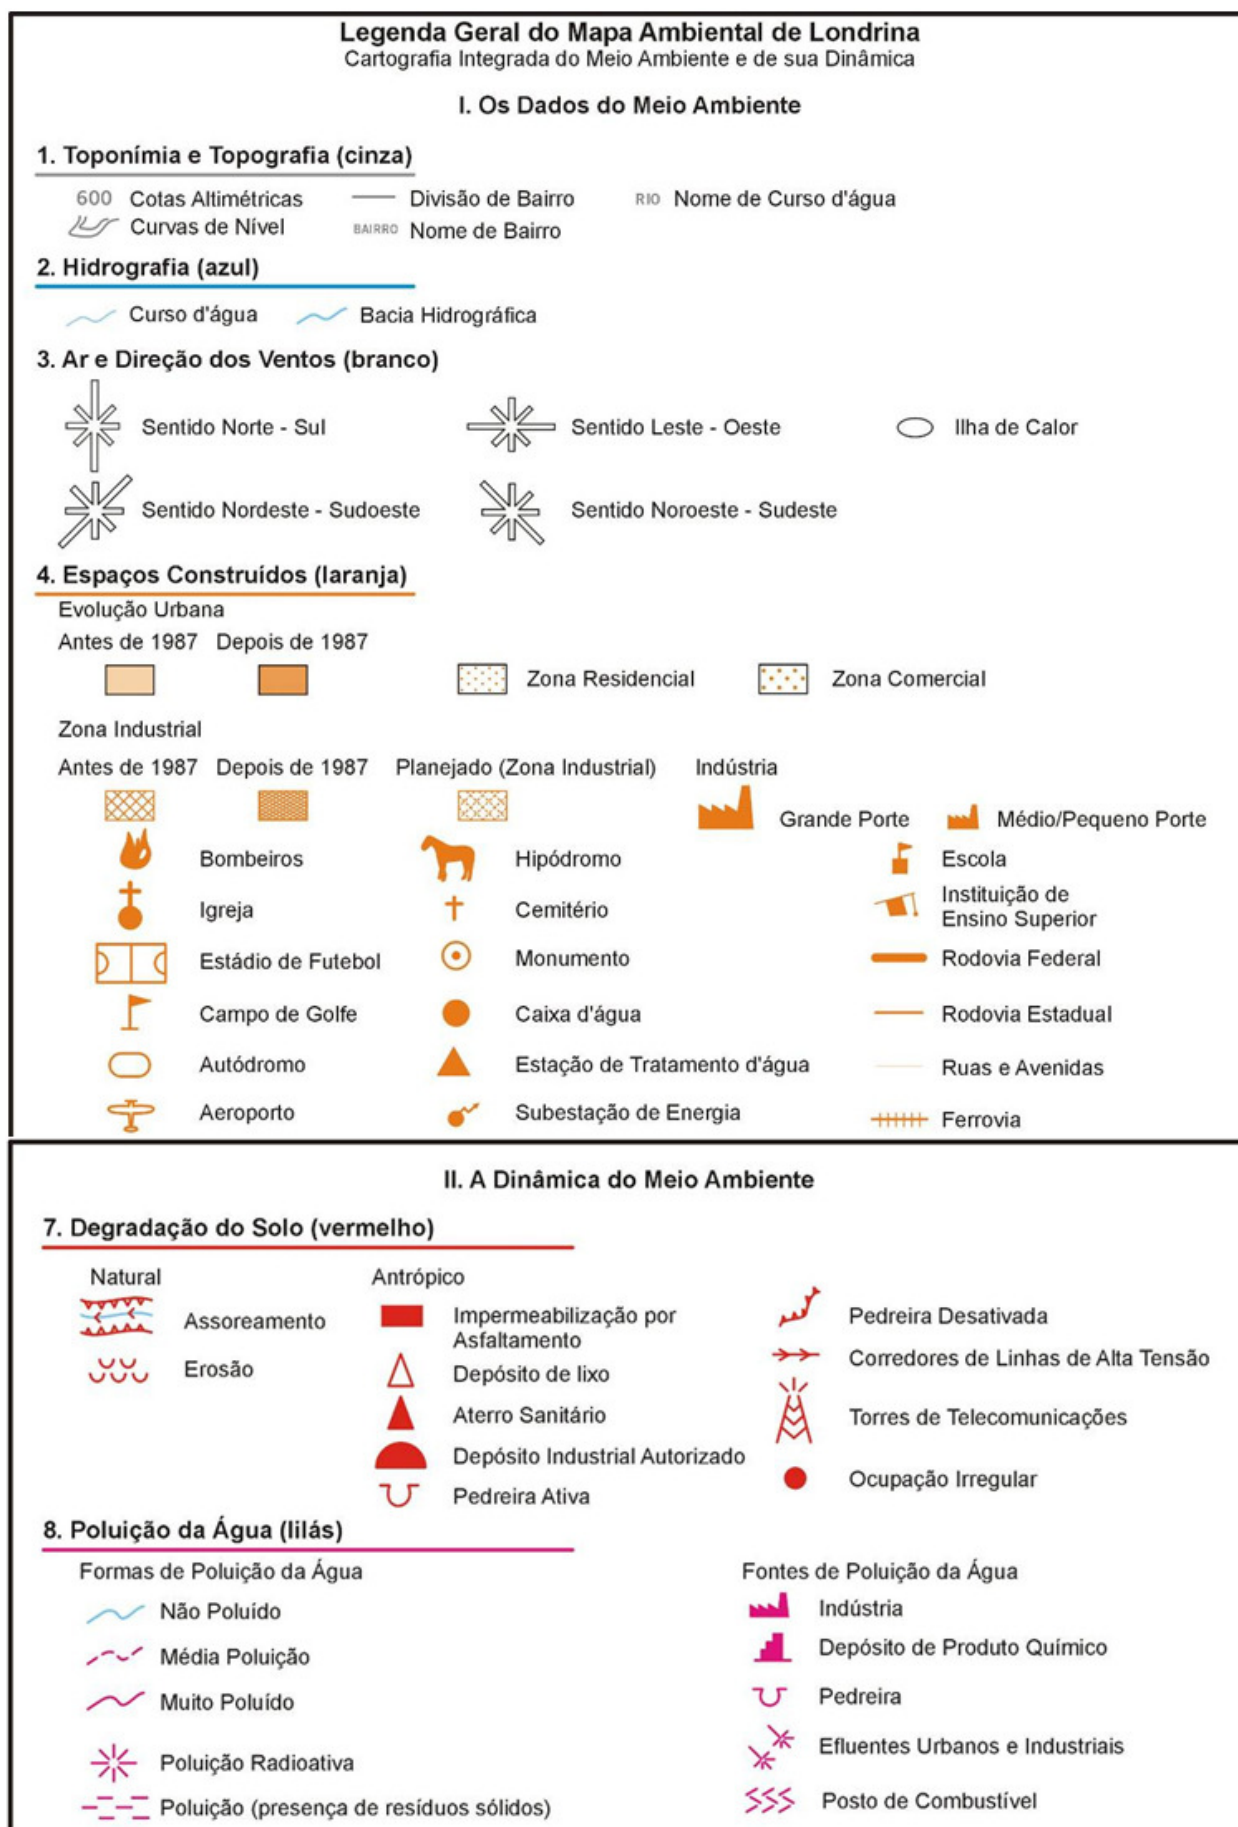 Legenda Geral do Mapa Ambiental de Londrina
Cartografia Integrada do Meio Ambiente e de sua Dinâmica
I. Os Dados do Meio Ambiente
1. Toponímia e Topografia (cinza)
600 Cotas Altimétricas Divisão de Bairro RIO Nome de Curso d'água
Curvas de Nível BAIRRO Nome de Bairro
2. Hidrografia (azul)
Curso d'água Bacia Hidrográfica
3. Ar e Direção dos Ventos (branco)
Sentido Norte - Sul Sentido Leste - Oeste Ilha de Calor
Sentido Nordeste - Sudoeste Sentido Noroeste - Sudeste
4. Espaços Construídos (laranja)
Evolução Urbana
Antes de 1987 Depois de 1987
Zona Residencial Zona Comercial
Zona Industrial
Antes de 1987 Depois de 1987 Planejado (Zona Industrial) Indústria
Grande Porte Médio/Pequeno Porte
Bombeiros Hipódromo Escola
Igreja Cemitério Instituição de
Ensino Superior
Estádio de Futebol Monumento Rodovia Federal
Campo de Golfe Caixa d'água Rodovia Estadual
Autódromo Estação de Tratamento d'água Ruas e Avenidas
Aeroporto Subestação de Energia Ferrovia
II. A Dinâmica do Meio Ambiente
7. Degradação do Solo (vermelho)
Natural Antrópico
Assoreamento Impermeabilização por Pedreira Desativada
Asfaltamento
Erosão Depósito de lixo Corredores de Linhas de Alta Tensão
Aterro Sanitário Torres de Telecomunicações
Depósito Industrial Autorizado
Pedreira Ativa Ocupação Irregular
8. Poluição da Água (lilás)
Formas de Poluição da Água Fontes de Poluição da Água
Não Poluído Indústria
Média Poluição Depósito de Produto Químico
Muito Poluído Pedreira
Poluição Radioativa Efluentes Urbanos e Industriais
Poluição (presença de resíduos sólidos) Posto de Combustível